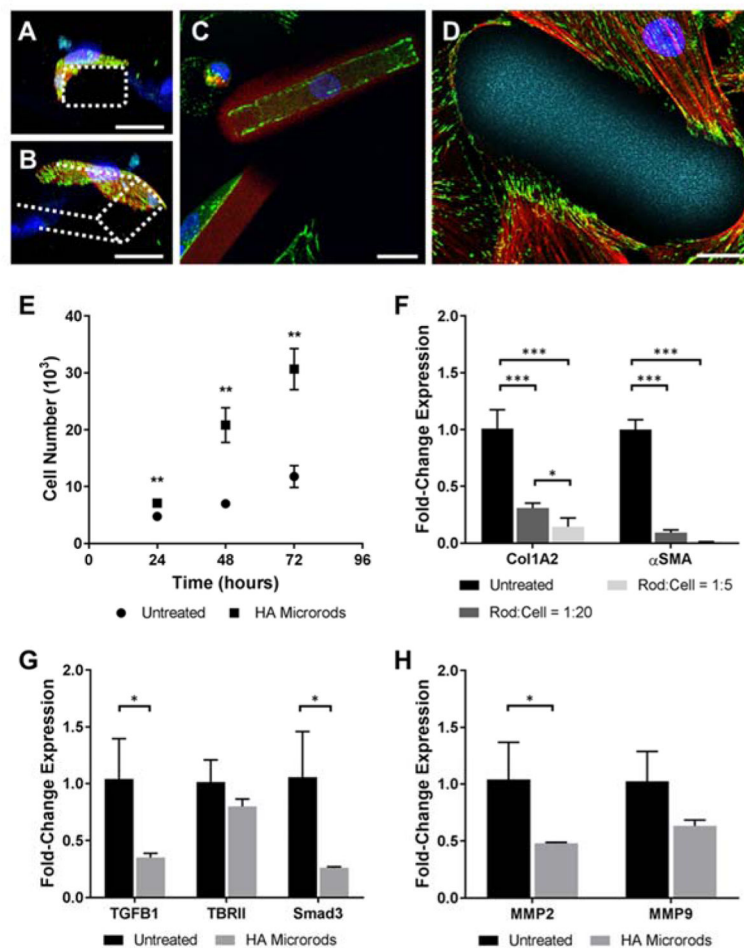 A
B
C
D
E
Cell Number (10³)
40
30
20
10
0
0 24 48 72 96
**
**
**
Time (hours)
Untreated HA Microrods
F
Fold-Change Expression
2.0
1.5
1.0
0.5
0.0
***
***
*
***
***
Col1A2 αSMA
Untreated Rod:Cell = 1:5
Rod:Cell = 1:20
G
Fold-Change Expression
2.0
1.5
1.0
0.5
0.0
*
*
TGFB1 TBRII Smad3
Untreated HA Microrods
H
Fold-Change Expression
2.0
1.5
1.0
0.5
0.0
*
MMP2 MMP9
Untreated HA Microrods